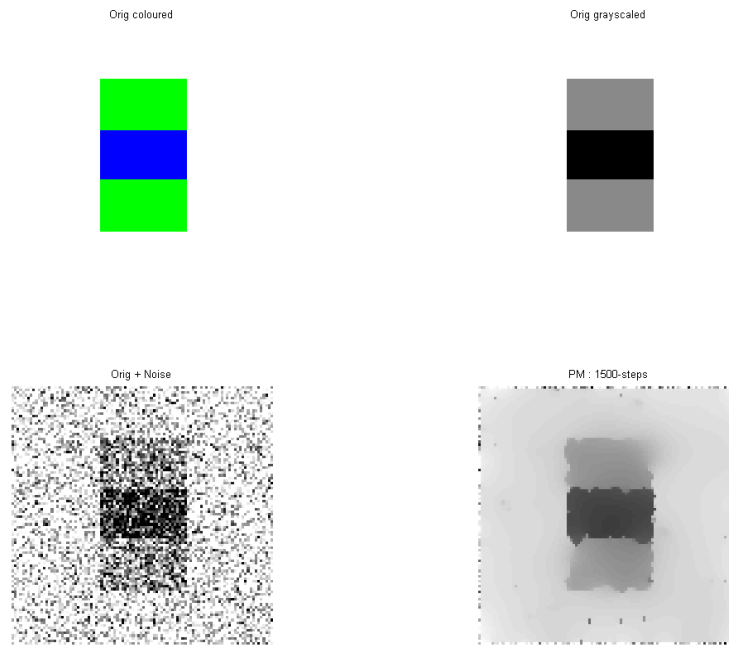 Orig coloured
Orig grayscaled
Orig + Noise
PM : 1500-steps